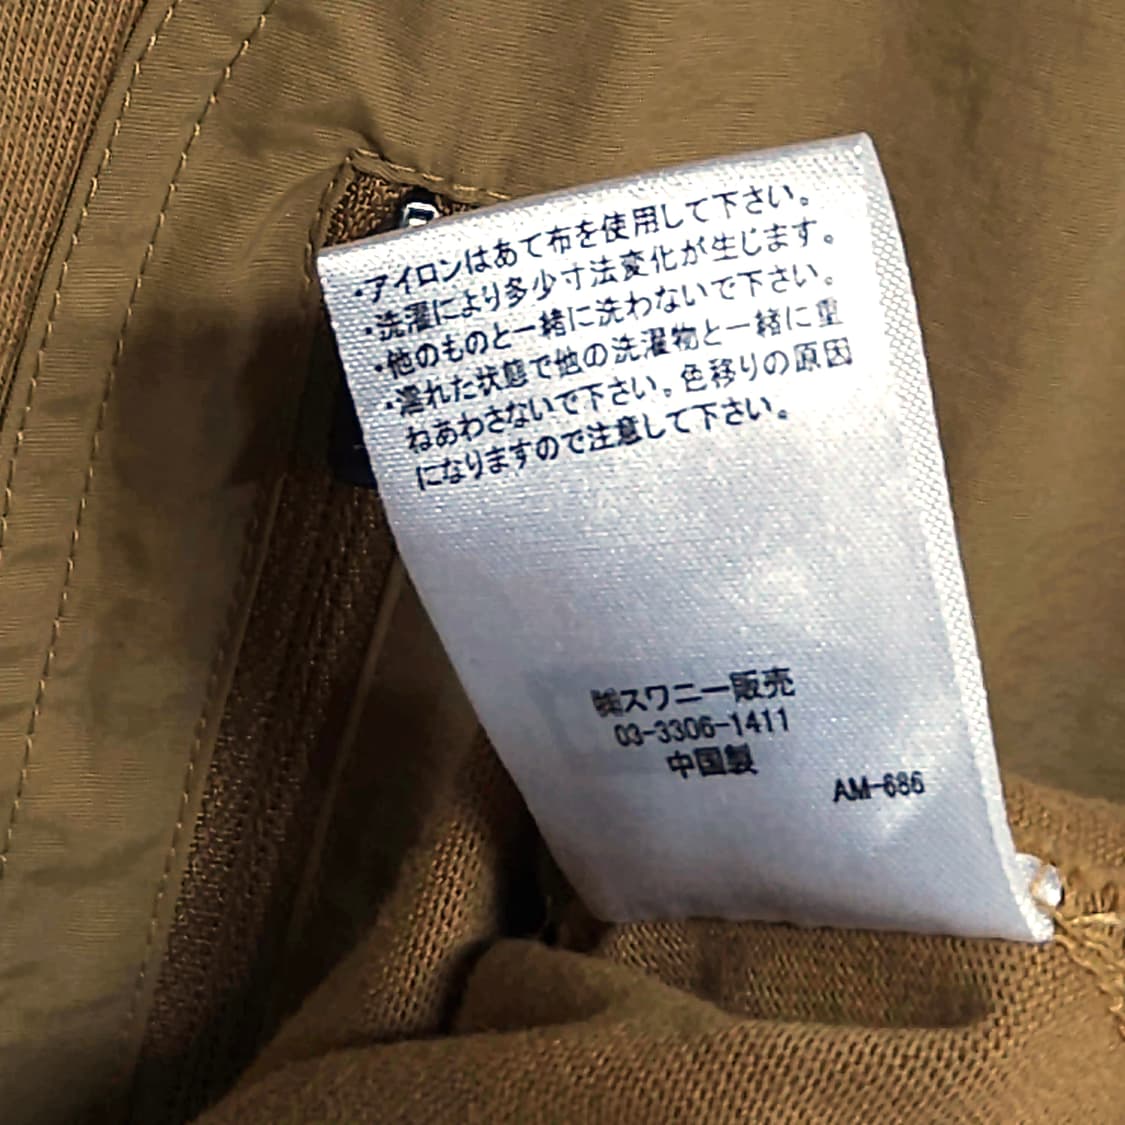 ・アイロンはあて布を使用して下さい。
・洗濯により多少寸法変化が生じます。
・他のものと一緒に洗わないで下さい。
・濡れた状態で他の洗濯物と一緒に重
ねあわさないで下さい。色移りの原因
になりますので注意して下さい。
㈱スワニー販売
03-3306-1411
中国製
AM-686